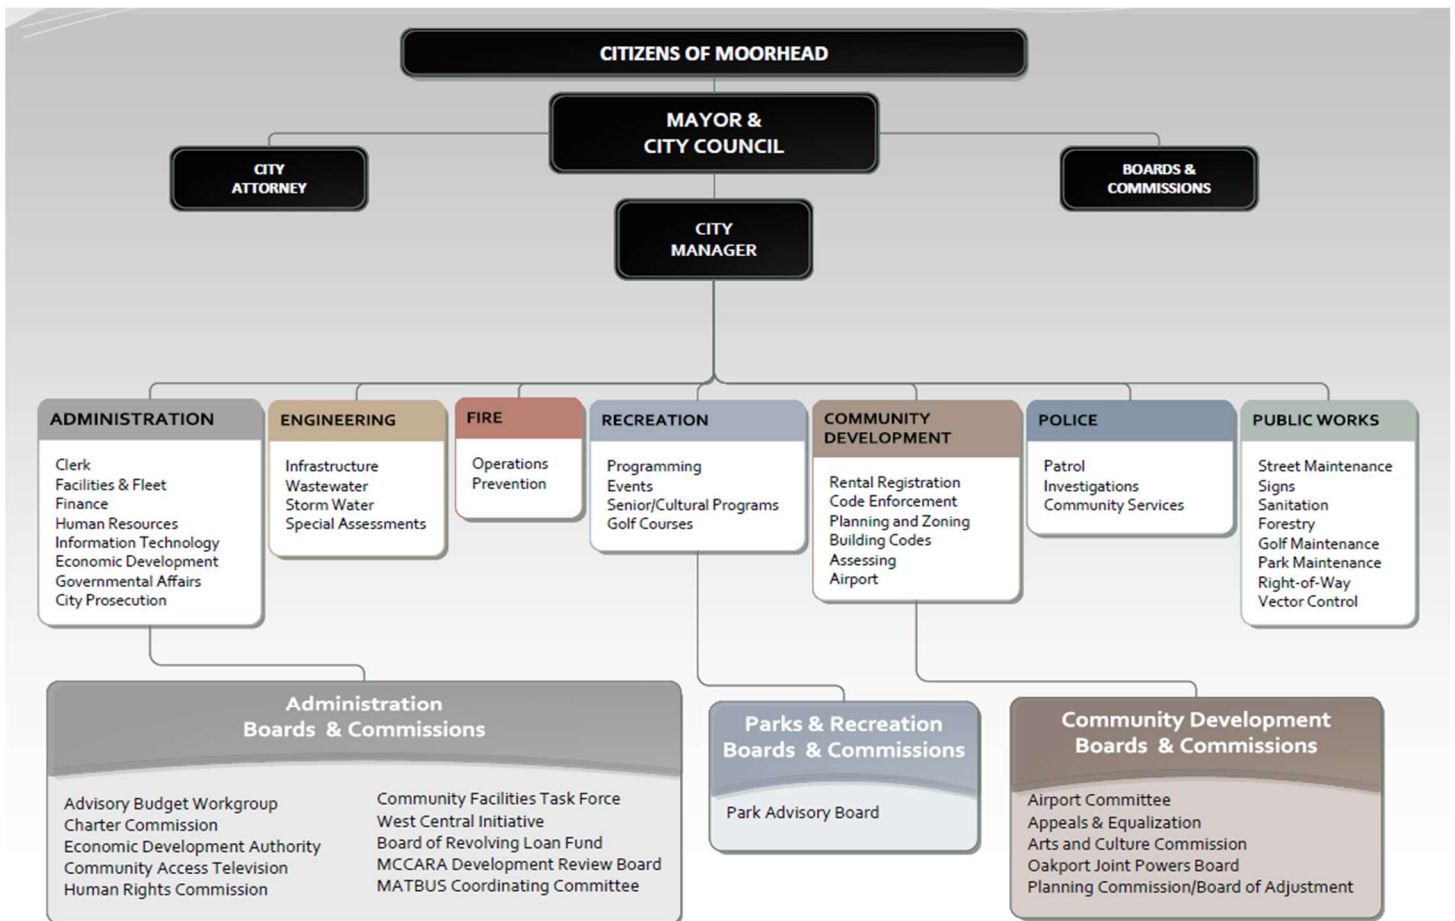 CITIZENS OF MOORHEAD
MAYOR &
CITY COUNCIL
CITY
ATTORNEY
BOARDS &
COMMISSIONS
CITY
MANAGER
ADMINISTRATION
Clerk
Facilities & Fleet
Finance
Human Resources
Information Technology
Economic Development
Governmental Affairs
City Prosecution
ENGINEERING
Infrastructure
Wastewater
Storm Water
Special Assessments
FIRE
Operations
Prevention
RECREATION
Programming
Events
Senior/Cultural Programs
Golf Courses
COMMUNITY
DEVELOPMENT
Rental Registration
Code Enforcement
Planning and Zoning
Building Codes
Assessing
Airport
POLICE
Patrol
Investigations
Community Services
PUBLIC WORKS
Street Maintenance
Signs
Sanitation
Forestry
Golf Maintenance
Park Maintenance
Right-of-Way
Vector Control
Administration
Boards & Commissions
Advisory Budget Workgroup
Charter Commission
Economic Development Authority
Community Access Television
Human Rights Commission
Community Facilities Task Force
West Central Initiative
Board of Revolving Loan Fund
MCCARA Development Review Board
MATBUS Coordinating Committee
Parks & Recreation
Boards & Commissions
Park Advisory Board
Community Development
Boards & Commissions
Airport Committee
Appeals & Equalization
Arts and Culture Commission
Oakport Joint Powers Board
Planning Commission/Board of Adjustment